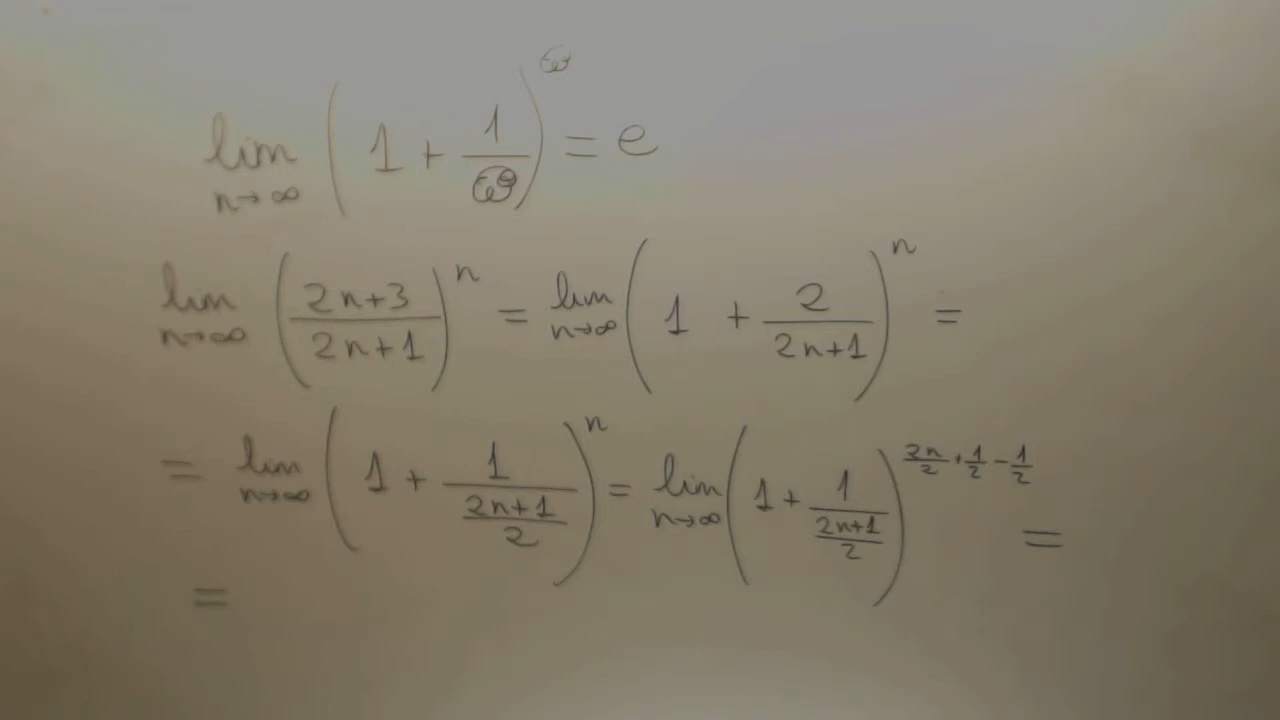 lim n→∞ (1 + 1/ω)^ω = e
lim n→∞ ((2n+3)/(2n+1))^n = lim n→∞ (1 + 2/(2n+1))^n =
= lim n→∞ (1 + 1/((2n+1)/2))^n = lim n→∞ (1 + 1/((2n+1)/2))^(2n/2 + 1/2 - 1/2) =
=